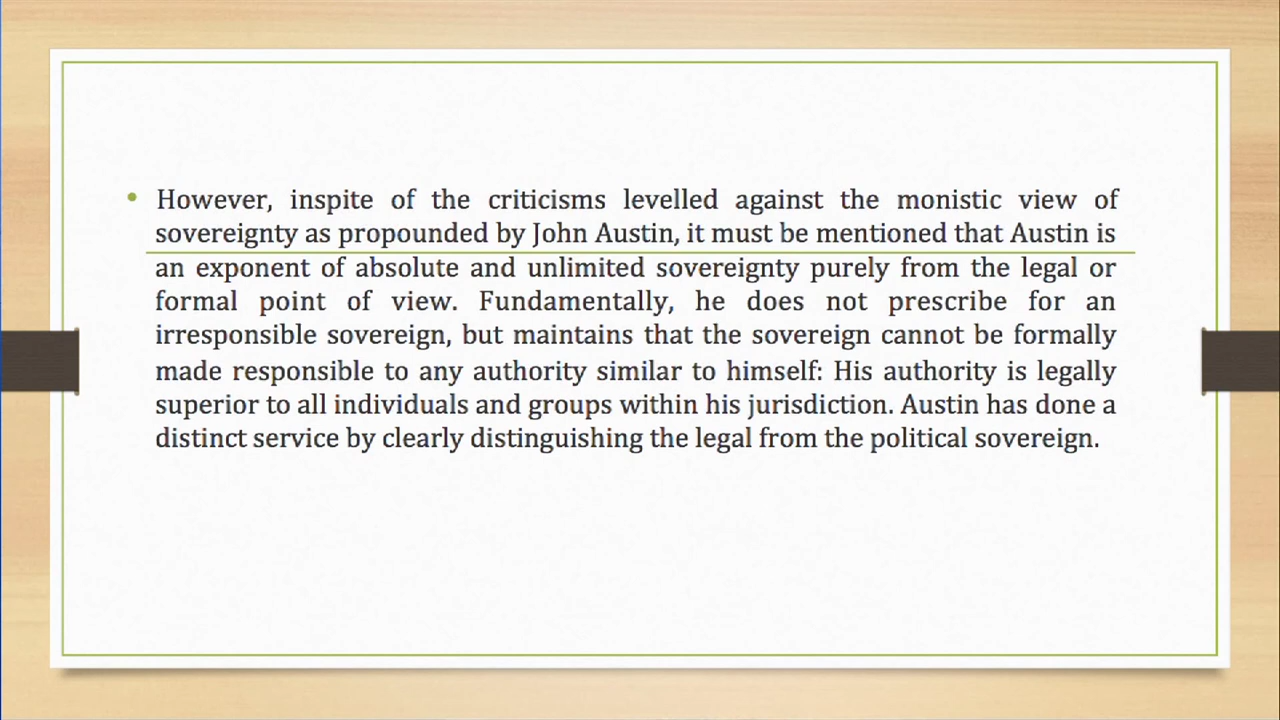 • However, inspite of the criticisms levelled against the monistic view of
sovereignty as propounded by John Austin, it must be mentioned that Austin is
an exponent of absolute and unlimited sovereignty purely from the legal or
formal point of view. Fundamentally, he does not prescribe for an
irresponsible sovereign, but maintains that the sovereign cannot be formally
made responsible to any authority similar to himself: His authority is legally
superior to all individuals and groups within his jurisdiction. Austin has done a
distinct service by clearly distinguishing the legal from the political sovereign.